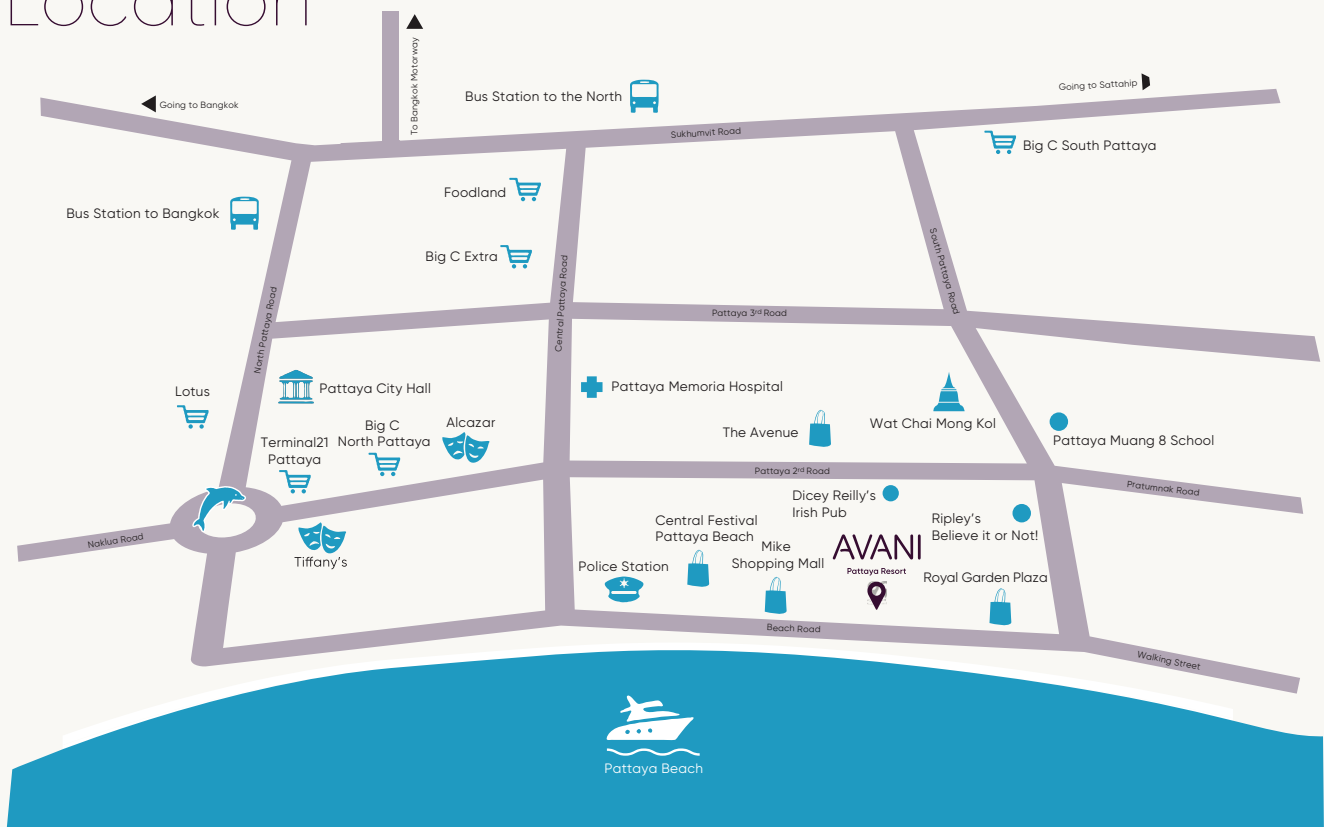 Location
To Bangkok Motorway
Going to Bangkok
Bus Station to the North
Going to Sattahip
Sukhumvit Road
Big C South Pattaya
Foodland
Bus Station to Bangkok
Big C Extra
South Pattaya Road
Central Pattaya Road
North Pattaya Road
Pattaya 3rd Road
Lotus
Pattaya City Hall
Pattaya Memoria Hospital
Big C
North Pattaya
Alcazar
The Avenue
Wat Chai Mong Kol
Pattaya Muang 8 School
Terminal21
Pattaya
Pattaya 2rd Road
Pratumnak Road
Dicey Reilly's
Irish Pub
Ripley's
Believe it or Not!
Central Festival
Pattaya Beach
Naklua Road
Tiffany's
Mike
Shopping Mall
AVANI
Pattaya Resort
Police Station
Royal Garden Plaza
Beach Road
Walking Street
Pattaya Beach